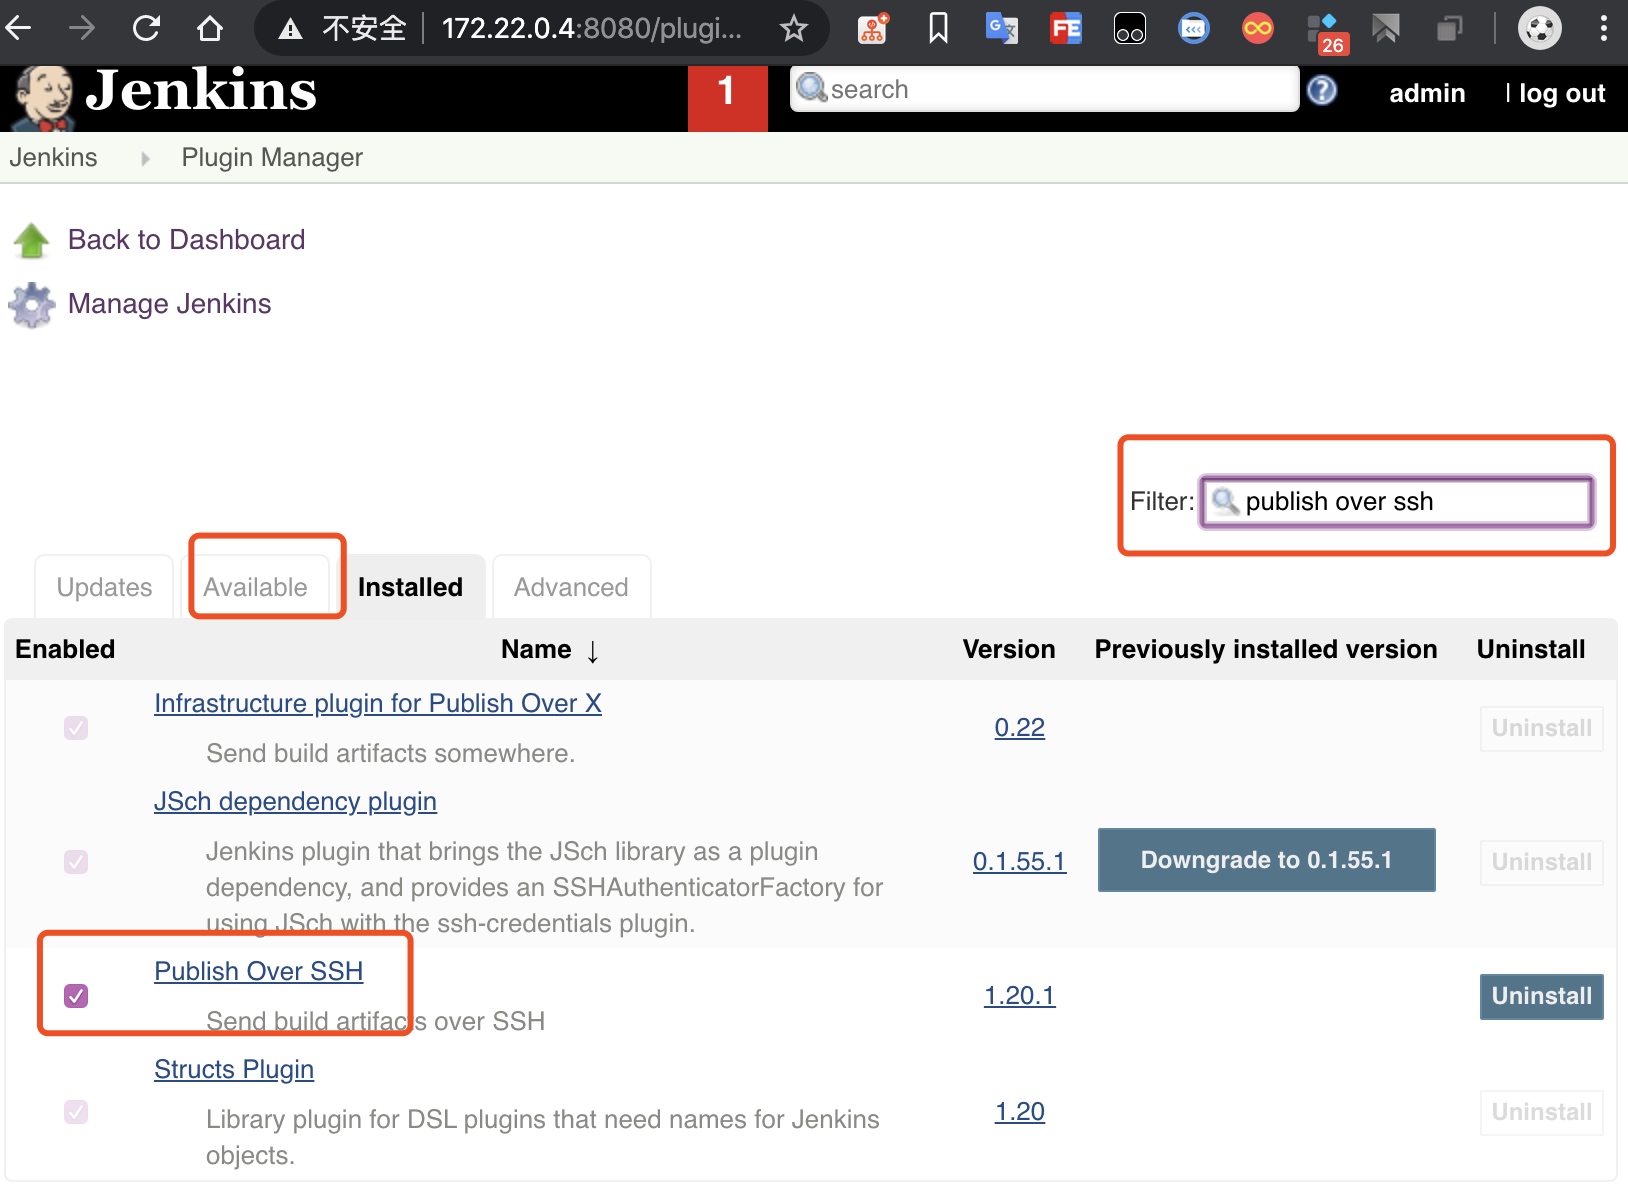 不安全 172.22.0.4:8080/plugi...
26
Jenkins
1
search
admin
| log out
Jenkins
Plugin Manager
Back to Dashboard
Manage Jenkins
Filter: publish over ssh
Updates
Available
Installed
Advanced
Enabled
Name ↓
Version
Previously installed version
Uninstall
Infrastructure plugin for Publish Over X
Send build artifacts somewhere.
0.22
Uninstall
JSch dependency plugin
Jenkins plugin that brings the JSch library as a plugin
dependency, and provides an SSHAuthenticatorFactory for
using JSch with the ssh-credentials plugin.
0.1.55.1
Downgrade to 0.1.55.1
Uninstall
Publish Over SSH
Send build artifacts over SSH
1.20.1
Uninstall
Structs Plugin
Library plugin for DSL plugins that need names for Jenkins
objects.
1.20
Uninstall